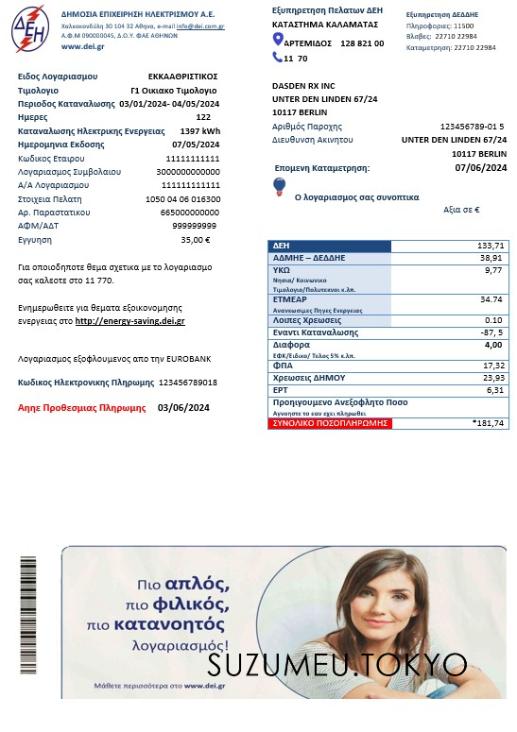 ΔΕΗ
ΔΗΜΟΣΙΑ ΕΠΙΧΕΙΡΗΣΗ ΗΛΕΚΤΡΙΣΜΟΥ Α.Ε.
Χαλκοκονδύλη 30 104 32 Αθήνα, e-mail info@dei.com.gr
Α.Φ.Μ 090000045, Δ.Ο.Υ. ΦΑΕ ΑΘΗΝΩΝ
www.dei.gr
Ειδος Λογαριασμου ΕΚΚΑΑΘΡΙΣΤΙΚΟΣ
Τιμολογιο Γ1 Οικιακο Τιμολογιο
Περιοδος Καταναλωσης 03/01/2024- 04/05/2024
Ημερες 122
Καταναλωσης Ηλεκτρικης Ενεργειας 1397 kWh
Ημερομηνια Εκδοσης 07/05/2024
Κωδικος Εταιρου 11111111111
Λογαριασμος Συμβολαιου 3000000000000
Α/Α Λογαριασμου 111111111111
Στοιχεια Πελατη 1050 04 06 016300
Αρ. Παραστατικου 665000000000
ΑΦΜ/ΑΔΤ 999999999
Εγγυηση 35,00 €
Για οποιοδηποτε θεμα σχετικα με το λογαριασμο
σας καλεστε στο 11 770.
Ενημερωθειτε για θεματα εξοικονομησης
ενεργειας στο http://energy-saving.dei.gr
Λογαριασμος εξοφλουμενος απο την EUROBANK
Κωδικος Ηλεκτρονικης Πληρωμης 123456789018
Αηηε Προθεσμιας Πληρωμης 03/06/2024
Εξυπηρετηση Πελατων ΔΕΗ
ΚΑΤΑΣΤΗΜΑ ΚΑΛΑΜΑΤΑΣ
ΑΡΤΕΜΙΔΟΣ 128 821 00
11 70
Εξυπηρετηση ΔΕΔΔΗΕ
Πληροφοριες: 11500
Βλαβες: 22710 22984
Καταμετρηση: 22710 22984
DASDEN RX INC
UNTER DEN LINDEN 67/24
10117 BERLIN
Αριθμός Παροχης 123456789-01 5
Διευθυνση Ακινητου UNTER DEN LINDEN 67/24
10117 BERLIN
Επομενη Καταμετρηση: 07/06/2024
Ο λογαριασμος σας συνοπτικα
Αξια σε €
ΔΕΗ 133,71
ΑΔΜΗΕ – ΔΕΔΔΗΕ 38,91
ΥΚΩ 9,77
Νησια/ Κοινωνικο
Τιμολογιο/Πολυτεκνοι κ.λπ.
ΕΤΜΕΑΡ 34.74
Ανανεωσιμες Πηγες Ενεργειας
Λοιπες Χρεωσεις 0.10
Εναντι Καταναλωσης -87, 5
Διαφορα 4,00
ΕΦΚ/Ειδικο/ Τελος 5% κ.λπ.
ΦΠΑ 17,32
Χρεωσεις ΔΗΜΟΥ 23,93
ΕΡΤ 6,31
Προηγιουμενο Ανεξοφλητο Ποσο
Αγνοηστε το εαν εχει πληρωθει
ΣΥΝΟΛΙΚΟ ΠΟΣΟΠΛΗΡΩΜΗΣ *181,74
Πιο απλός,
πιο φιλικός,
πιο κατανοητός
λογαριασμός!
SUZUMEU.TOKYO
Μάθετε περισσότερα στο www.dei.gr